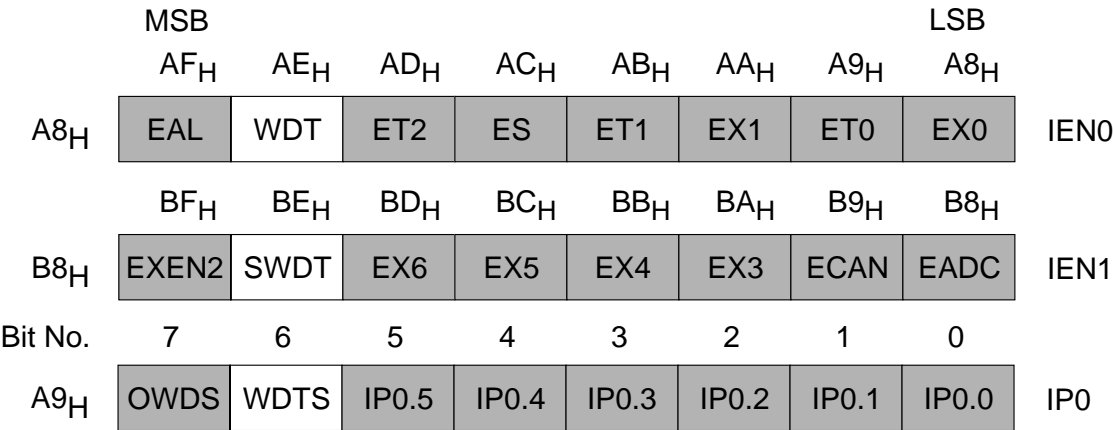 MSB LSB
AFH AEH ADH ACH ABH AAH A9H A8H
A8H EAL WDT ET2 ES ET1 EX1 ET0 EX0 IEN0
BFH BEH BDH BCH BBH BAH B9H B8H
B8H EXEN2 SWDT EX6 EX5 EX4 EX3 ECAN EADC IEN1
Bit No. 7 6 5 4 3 2 1 0
A9H OWDS WDTS IP0.5 IP0.4 IP0.3 IP0.2 IP0.1 IP0.0 IP0